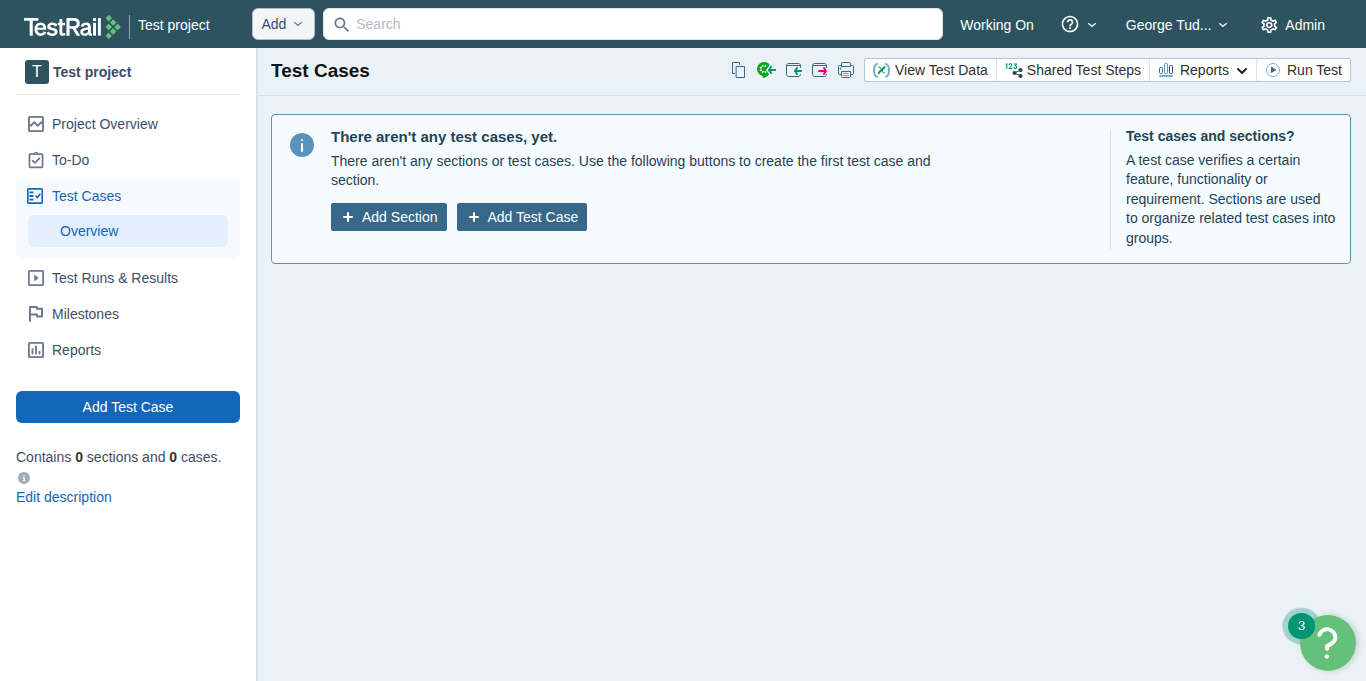 TestRail Test project Add Search Working On George Tud... Admin
T Test project
Project Overview
To-Do
Test Cases
Overview
Test Runs & Results
Milestones
Reports
Add Test Case
Contains 0 sections and 0 cases.
Edit description
Test Cases
View Test Data 123 Shared Test Steps Reports Run Test
There aren't any test cases, yet.
There aren't any sections or test cases. Use the following buttons to create the first test case and
section.
+ Add Section + Add Test Case
Test cases and sections?
A test case verifies a certain
feature, functionality or
requirement. Sections are used
to organize related test cases into
groups.
3
?